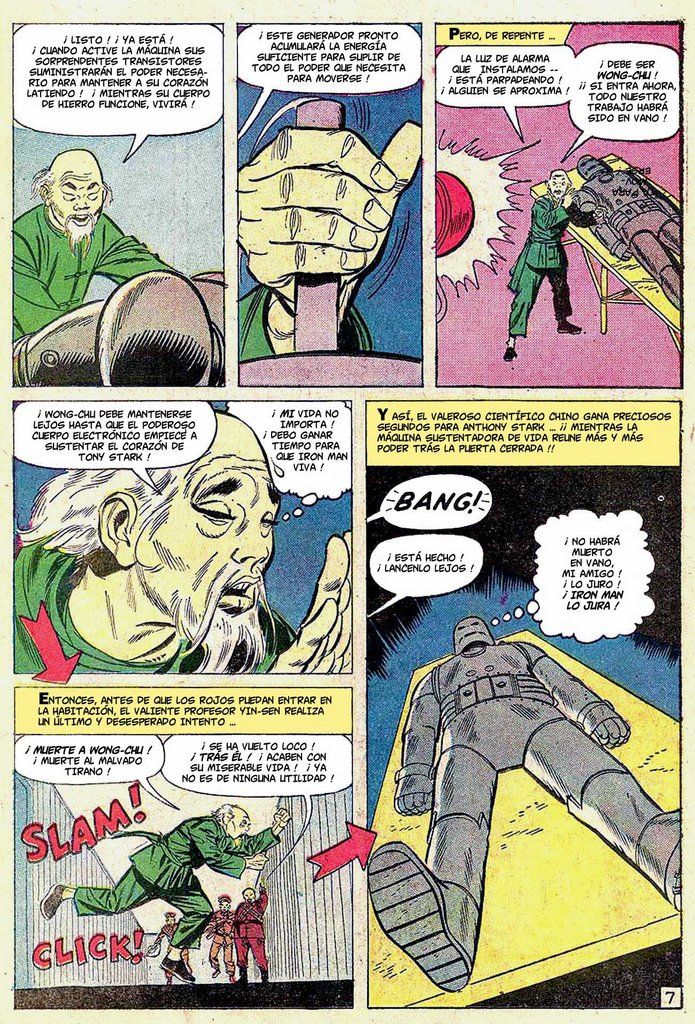 ¡ LISTO ! ¡ YA ESTÁ !
¡ CUANDO ACTIVE LA MÁQUINA SUS
SORPRENDENTES TRANSISTORES
SUMINISTRARÁN EL PODER NECESA-
RIO PARA MANTENER A SU CORAZÓN
LATIENDO ! ¡ MIENTRAS SU CUERPO
DE HIERRO FUNCIONE, VIVIRÁ !
¡ ESTE GENERADOR PRONTO
ACUMULARÁ LA ENERGÍA
SUFICIENTE PARA SUPLIR DE
TODO EL PODER QUE NECESITA
PARA MOVERSE !
PERO, DE REPENTE ...
LA LUZ DE ALARMA
QUE INSTALAMOS --
¡ ESTÁ PARPADEANDO !
¡ ALGUIEN SE APROXIMA !
¡ DEBE SER
WONG-CHU !
¡¡ SI ENTRA AHORA,
TODO NUESTRO
TRABAJO HABRÁ
SIDO EN VANO !
¡ WONG-CHU DEBE MANTENERSE
LEJOS HASTA QUE EL PODEROSO
CUERPO ELECTRÓNICO EMPIECE A
SUSTENTAR EL CORAZÓN DE
TONY STARK !
¡ MI VIDA NO
IMPORTA !
¡ DEBO GANAR
TIEMPO PARA
QUE IRON MAN
VIVA !
ENTONCES, ANTES DE QUE LOS ROJOS PUEDAN ENTRAR EN
LA HABITACIÓN, EL VALIENTE PROFESOR YIN-SEN REALIZA
UN ÚLTIMO Y DESESPERADO INTENTO ...
¡ MUERTE A WONG-CHU !
¡ MUERTE AL MALVADO
TIRANO !
¡ SE HA VUELTO LOCO !
¡ TRÁS ÉL ! ¡ ACABEN CON
SU MISERABLE VIDA ! ¡ YA
NO ES DE NINGUNA UTILIDAD !
SLAM!
CLICK!
Y ASÍ, EL VALEROSO CIENTÍFICO CHINO GANA PRECIOSOS
SEGUNDOS PARA ANTHONY STARK ... ¡¡ MIENTRAS LA
MÁQUINA SUSTENTADORA DE VIDA REUNE MÁS Y MÁS
PODER TRÁS LA PUERTA CERRADA !!
BANG!
¡ ESTÁ HECHO !
¡ LANCENLO LEJOS !
¡ NO HABRÁ
MUERTO
EN VANO,
MI AMIGO !
¡ LO JURO !
¡ IRON MAN
LO JURA !
7